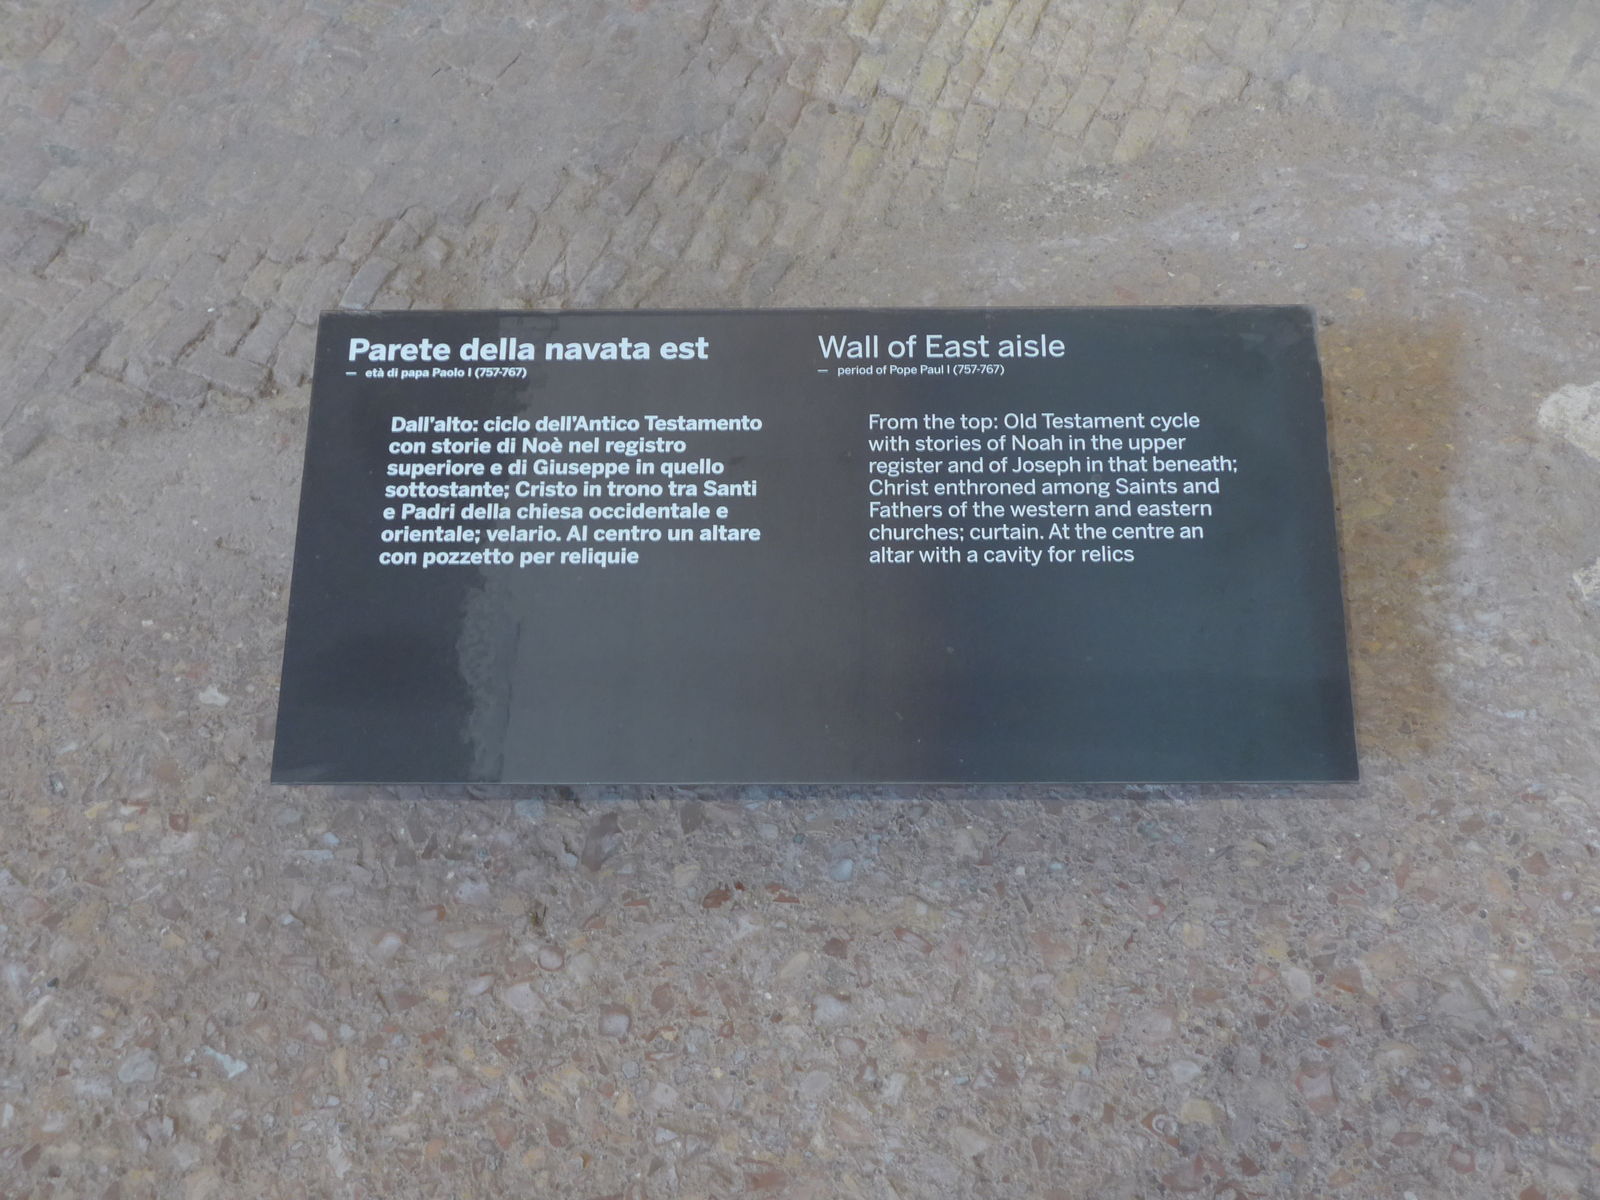 Parete della navata est
— età di papa Paolo I (757-767)
Dall'alto: ciclo dell'Antico Testamento
con storie di Noè nel registro
superiore e di Giuseppe in quello
sottostante; Cristo in trono tra Santi
e Padri della chiesa occidentale e
orientale; velario. Al centro un altare
con pozzetto per reliquie
Wall of East aisle
— period of Pope Paul I (757-767)
From the top: Old Testament cycle
with stories of Noah in the upper
register and of Joseph in that beneath;
Christ enthroned among Saints and
Fathers of the western and eastern
churches; curtain. At the centre an
altar with a cavity for relics